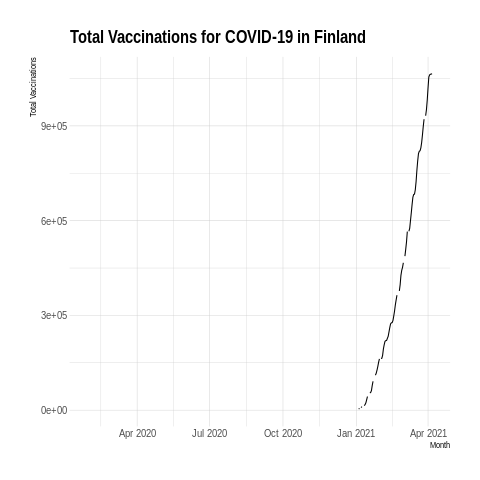 Total Vaccinations for COVID-19 in Finland
Total Vaccinations
9e+05
6e+05
3e+05
0e+00
Apr 2020 Jul 2020 Oct 2020 Jan 2021 Apr 2021
Month